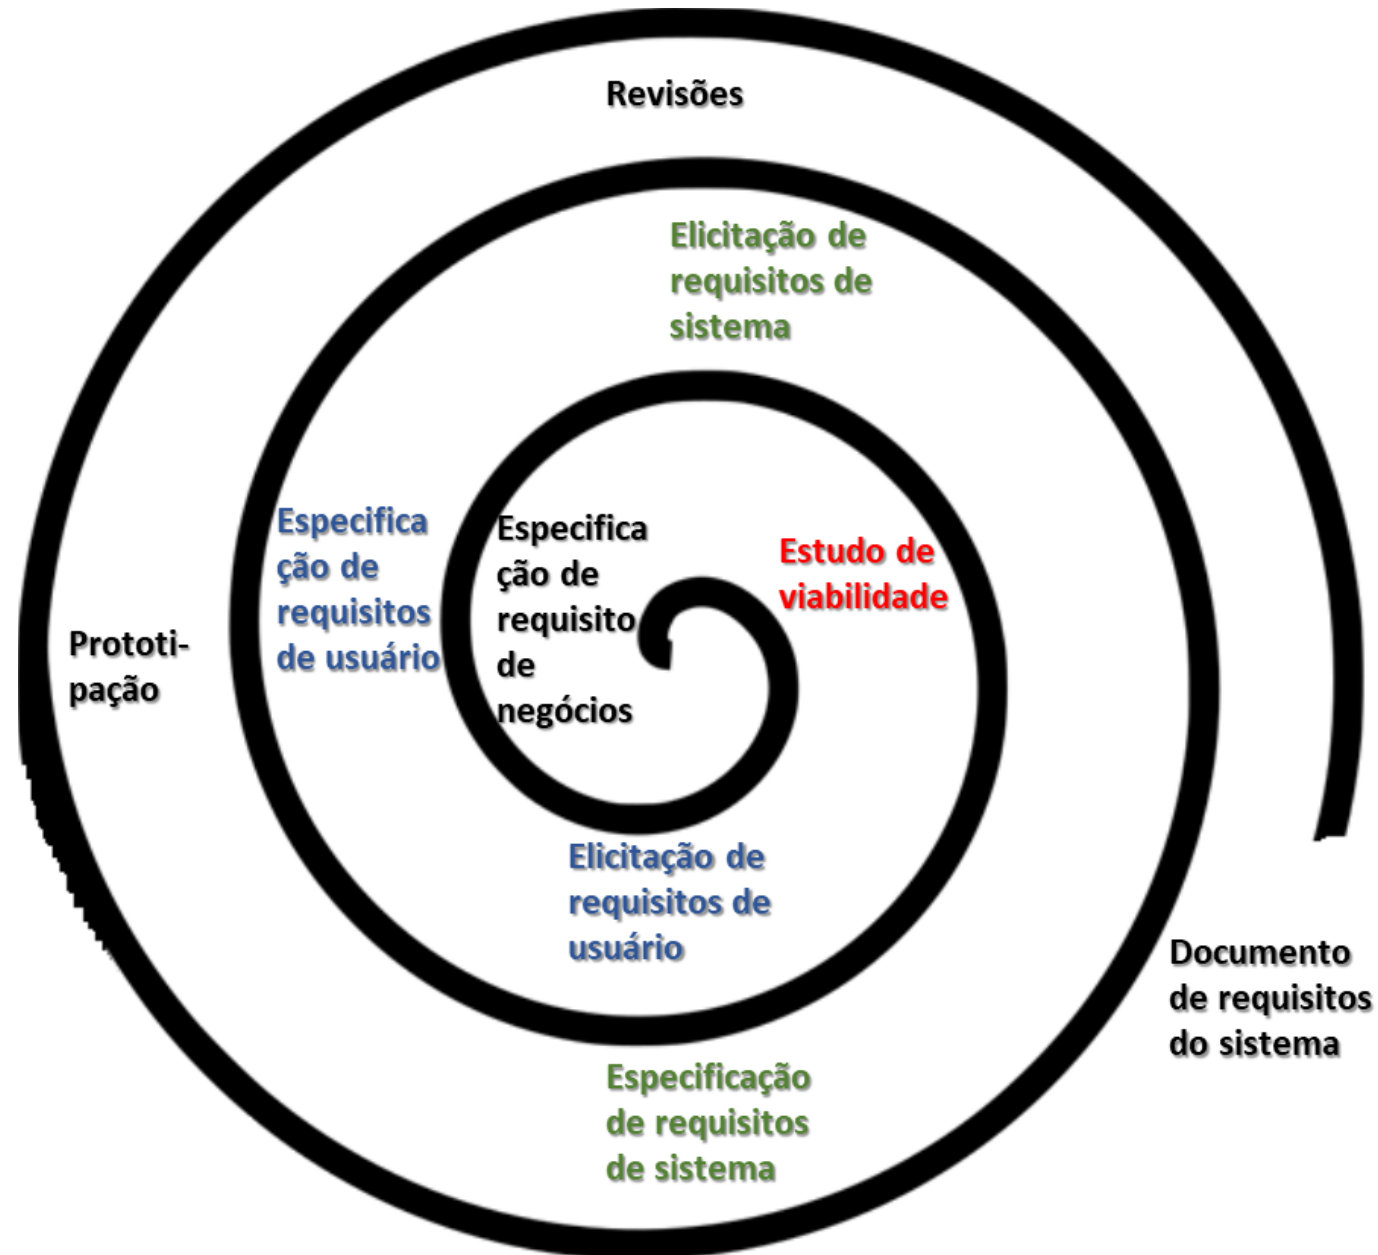 Revisões
Elicitação de
requisitos de
sistema
Especifica
ção de
requisitos
de usuário
Especifica
ção de
requisito
de
negócios
Estudo de
viabilidade
Prototi-
pação
Elicitação de
requisitos de
usuário
Documento
de requisitos
do sistema
Especificação
de requisitos
de sistema